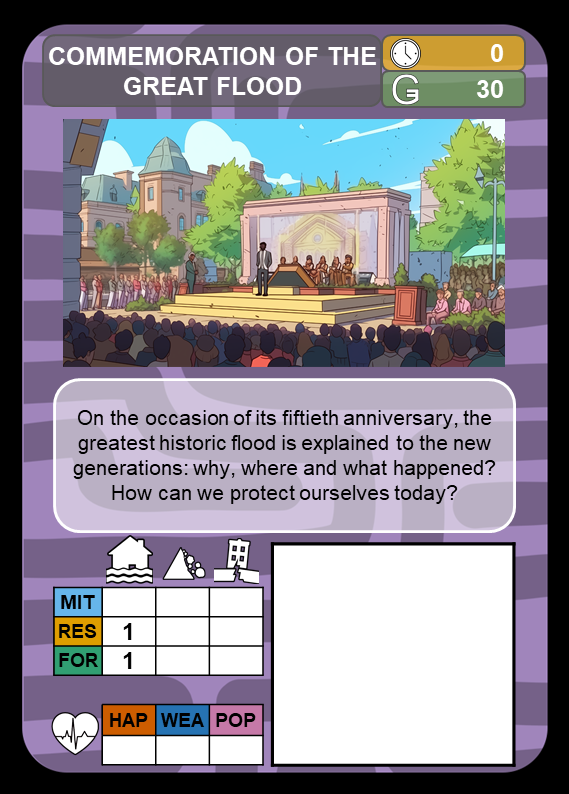 COMMEMORATION OF THE
GREAT FLOOD
0
G 30
On the occasion of its fiftieth anniversary, the
greatest historic flood is explained to the new
generations: why, where and what happened?
How can we protect ourselves today?
MIT
RES 1
FOR 1
HAP WEA POP